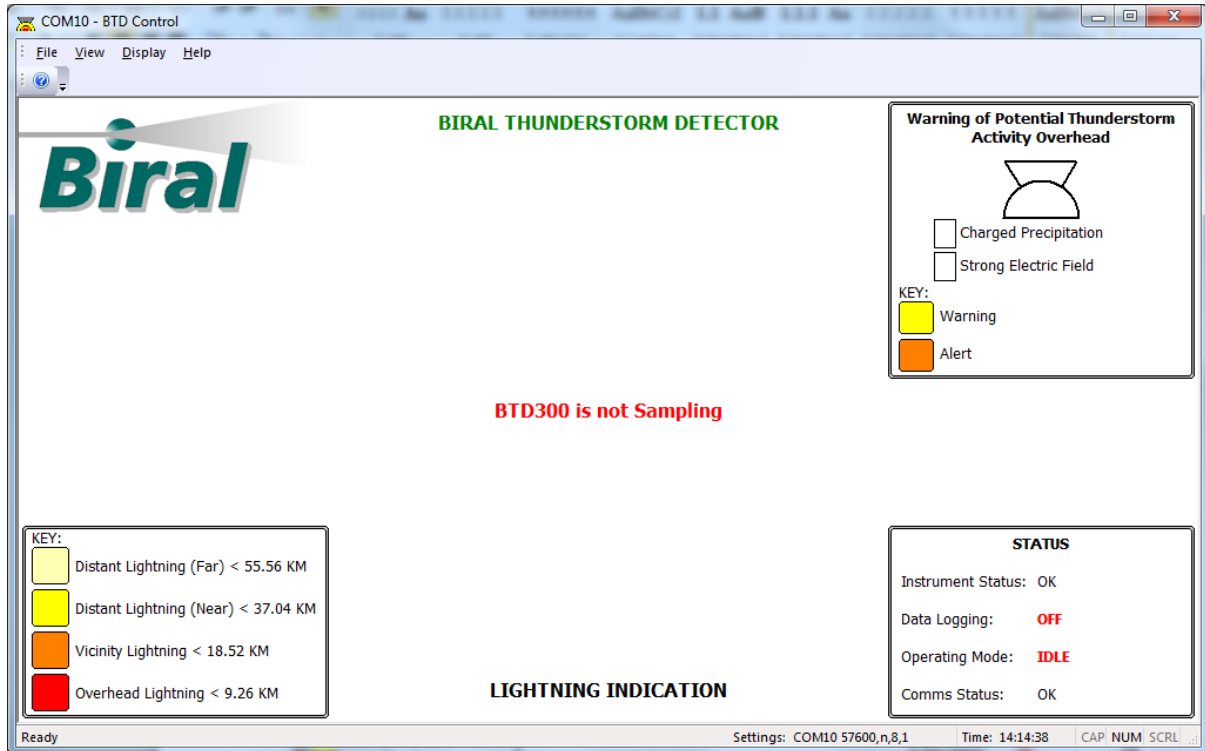 COM10 - BTD Control
File View Display Help
Biral
BIRAL THUNDERSTORM DETECTOR
Warning of Potential Thunderstorm
Activity Overhead
Charged Precipitation
Strong Electric Field
KEY:
Warning
Alert
BTD300 is not Sampling
KEY:
Distant Lightning (Far) < 55.56 KM
Distant Lightning (Near) < 37.04 KM
Vicinity Lightning < 18.52 KM
Overhead Lightning < 9.26 KM
LIGHTNING INDICATION
STATUS
Instrument Status: OK
Data Logging: OFF
Operating Mode: IDLE
Comms Status: OK
Ready
Settings: COM10 57600,n,8,1
Time: 14:14:38
CAP NUM SCRL